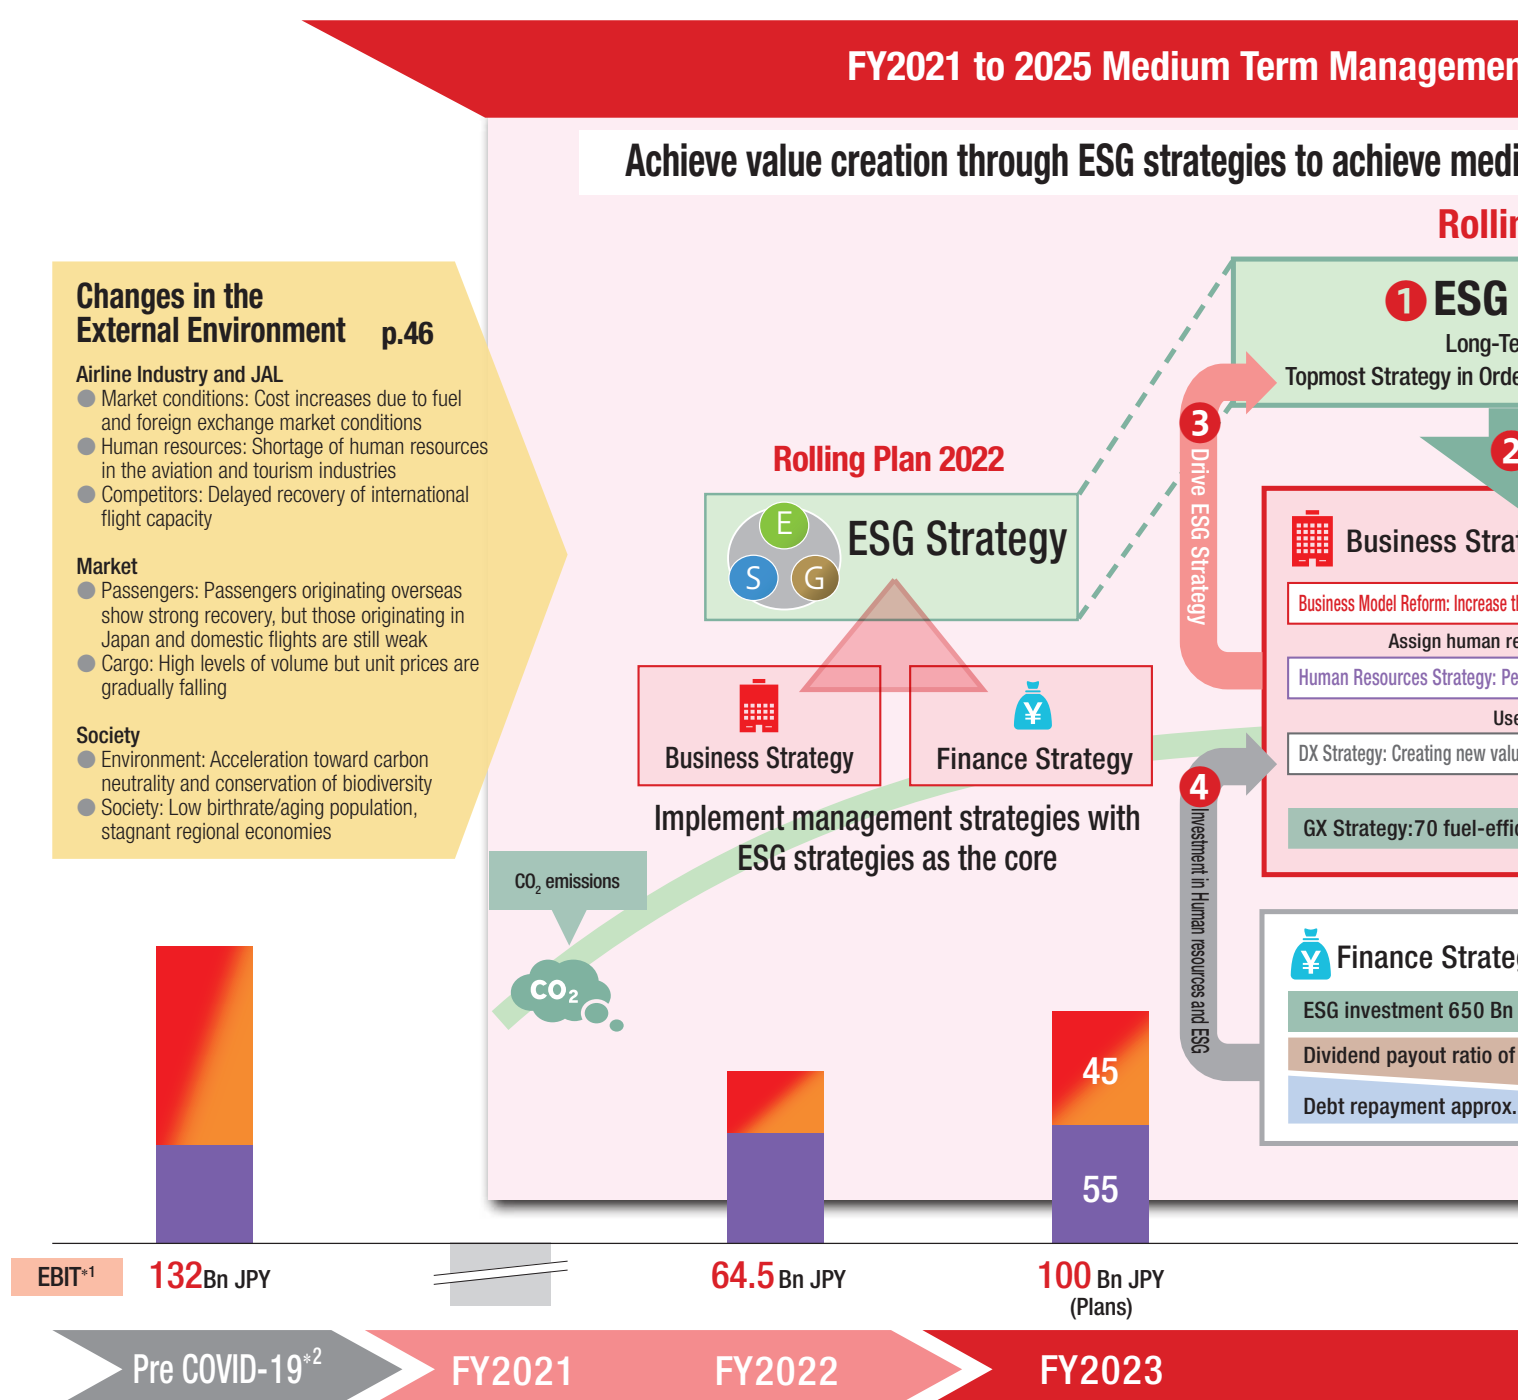 FY2021 to 2025 Medium Term Managemen
Achieve value creation through ESG strategies to achieve medi
Rollin
Changes in the
External Environment p.46
Airline Industry and JAL
● Market conditions: Cost increases due to fuel
and foreign exchange market conditions
● Human resources: Shortage of human resources
in the aviation and tourism industries
● Competitors: Delayed recovery of international
flight capacity
Market
● Passengers: Passengers originating overseas
show strong recovery, but those originating in
Japan and domestic flights are still weak
● Cargo: High levels of volume but unit prices are
gradually falling
Society
● Environment: Acceleration toward carbon
neutrality and conservation of biodiversity
● Society: Low birthrate/aging population,
stagnant regional economies
Rolling Plan 2022
E
S
G
ESG Strategy
Business Strategy
¥
Finance Strategy
Implement management strategies with
ESG strategies as the core
CO2 emissions
CO2
1 ESG
Long-Te
Topmost Strategy in Orde
2
3 Drive ESG Strategy
Business Strat
Business Model Reform: Increase th
Assign human re
Human Resources Strategy: Pe
Use
DX Strategy: Creating new valu
GX Strategy:70 fuel-effic
4 Investment in Human resources and ESG
¥
Finance Strateg
ESG investment 650 Bn
Dividend payout ratio of
Debt repayment approx.
45
55
EBIT*1
132Bn JPY
64.5 Bn JPY
100 Bn JPY
(Plans)
Pre COVID-19*2
FY2021
FY2022
FY2023